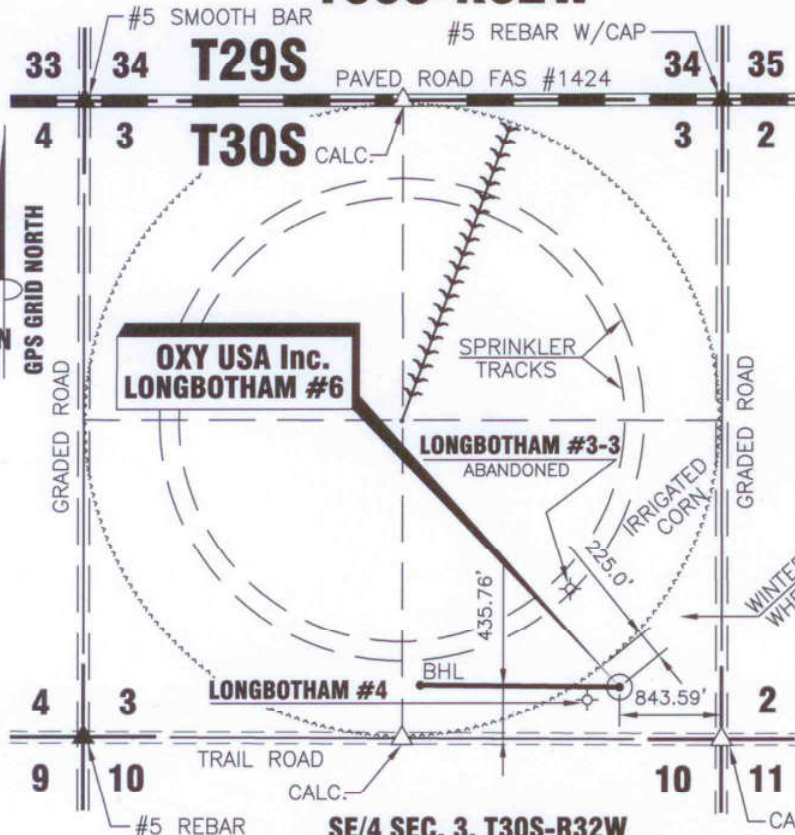 #5 SMOOTH BAR
#5 REBAR W/CAP
33 34 T29S 34 35
PAVED ROAD FAS #1424
4 3 T30S CALC. 3 2
GPS GRID NORTH
N
OXY USA Inc.
LONGBOTHAM #6
SPRINKLER
TRACKS
GRADED ROAD
GRADED ROAD
LONGBOTHAM #3-3
ABANDONED
IRRIGATED
CORN
225.0'
435.76'
BHL
LONGBOTHAM #4
843.59'
4 3 2
TRAIL ROAD
9 10 CALC. 10 11
#5 REBAR
SE/4 SEC. 3, T30S-R32W